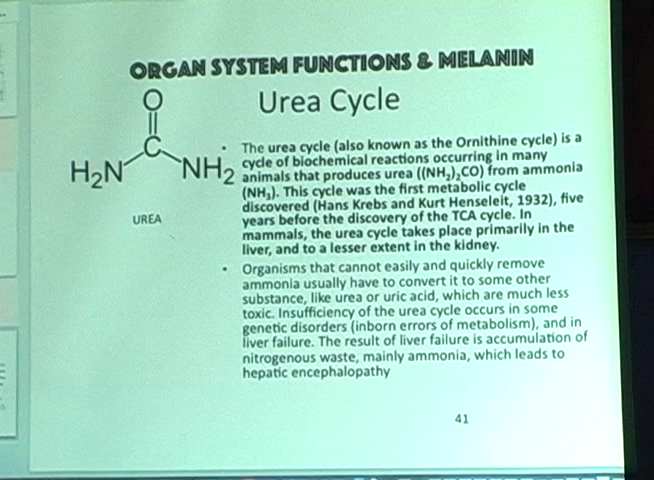 ORGAN SYSTEM FUNCTIONS & MELANIN
Urea Cycle
O
C
H₂N
NH₂
UREA
• The urea cycle (also known as the Ornithine cycle) is a
cycle of biochemical reactions occurring in many
animals that produces urea ((NH₂)₂CO) from ammonia
(NH₃). This cycle was the first metabolic cycle
discovered (Hans Krebs and Kurt Henseleit, 1932), five
years before the discovery of the TCA cycle. In
mammals, the urea cycle takes place primarily in the
liver, and to a lesser extent in the kidney.
• Organisms that cannot easily and quickly remove
ammonia usually have to convert it to some other
substance, like urea or uric acid, which are much less
toxic. Insufficiency of the urea cycle occurs in some
genetic disorders (inborn errors of metabolism), and in
liver failure. The result of liver failure is accumulation of
nitrogenous waste, mainly ammonia, which leads to
hepatic encephalopathy
41